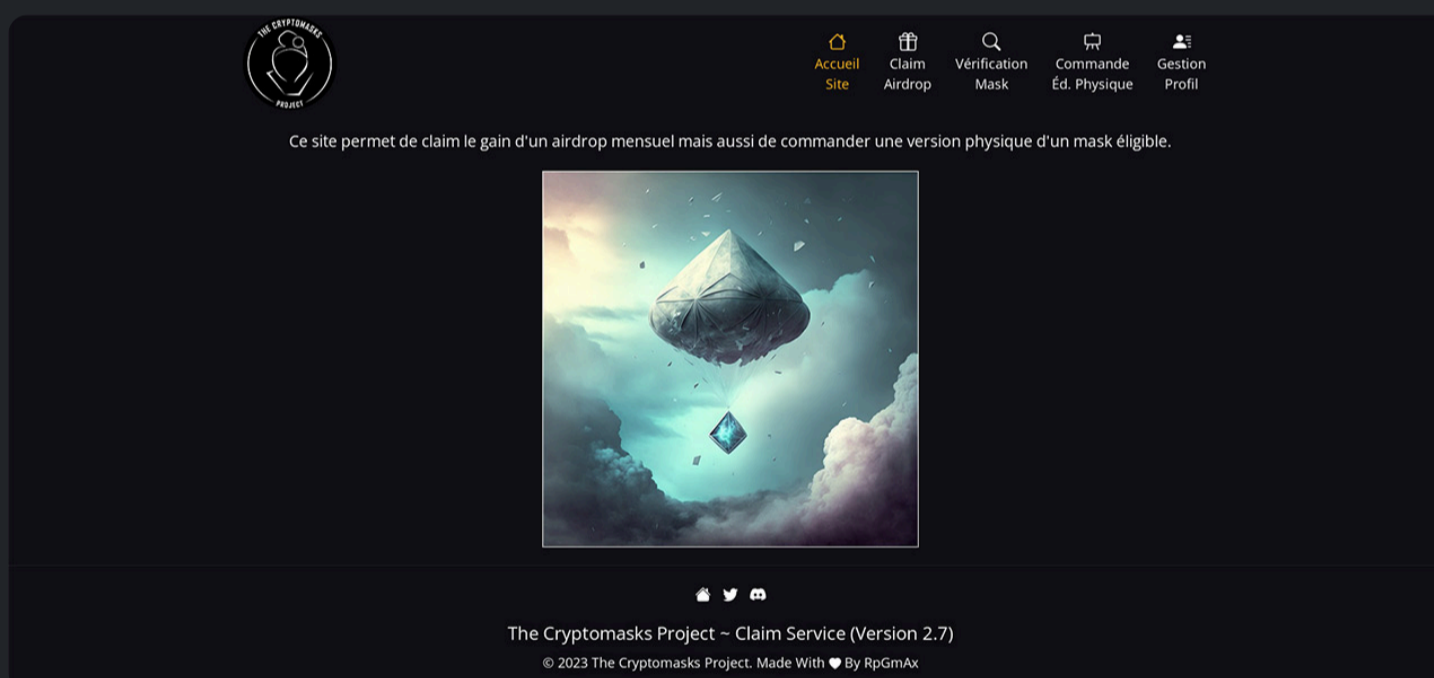 THE CRYPTOMASKS
PROJECT
Accueil
Site
Claim
Airdrop
Vérification
Mask
Commande
Éd. Physique
Gestion
Profil
Ce site permet de claim le gain d'un airdrop mensuel mais aussi de commander une version physique d'un mask éligible.
The Cryptomasks Project ~ Claim Service (Version 2.7)
© 2023 The Cryptomasks Project. Made With ♥ By RpGmAx